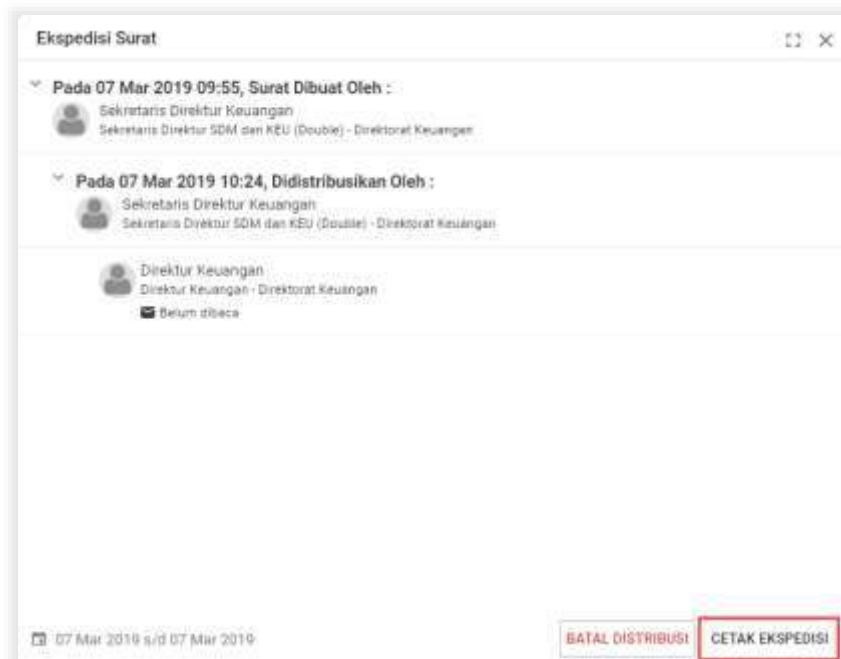 Ekspedisi Surat
Pada 07 Mar 2019 09:55, Surat Dibuat Oleh :
Sekretaris Direktur Keuangan
Sekretaris Direktur SDM dan KEU (Double) - Direktorat Keuangan
Pada 07 Mar 2019 10:24, Didistribusikan Oleh :
Sekretaris Direktur Keuangan
Sekretaris Direktur SDM dan KEU (Double) - Direktorat Keuangan
Direktur Keuangan
Direktur Keuangan - Direktorat Keuangan
Belum dibaca
07 Mar 2019 s/d 07 Mar 2019
BATAL DISTRIBUSI
CETAK EKSPEDISI